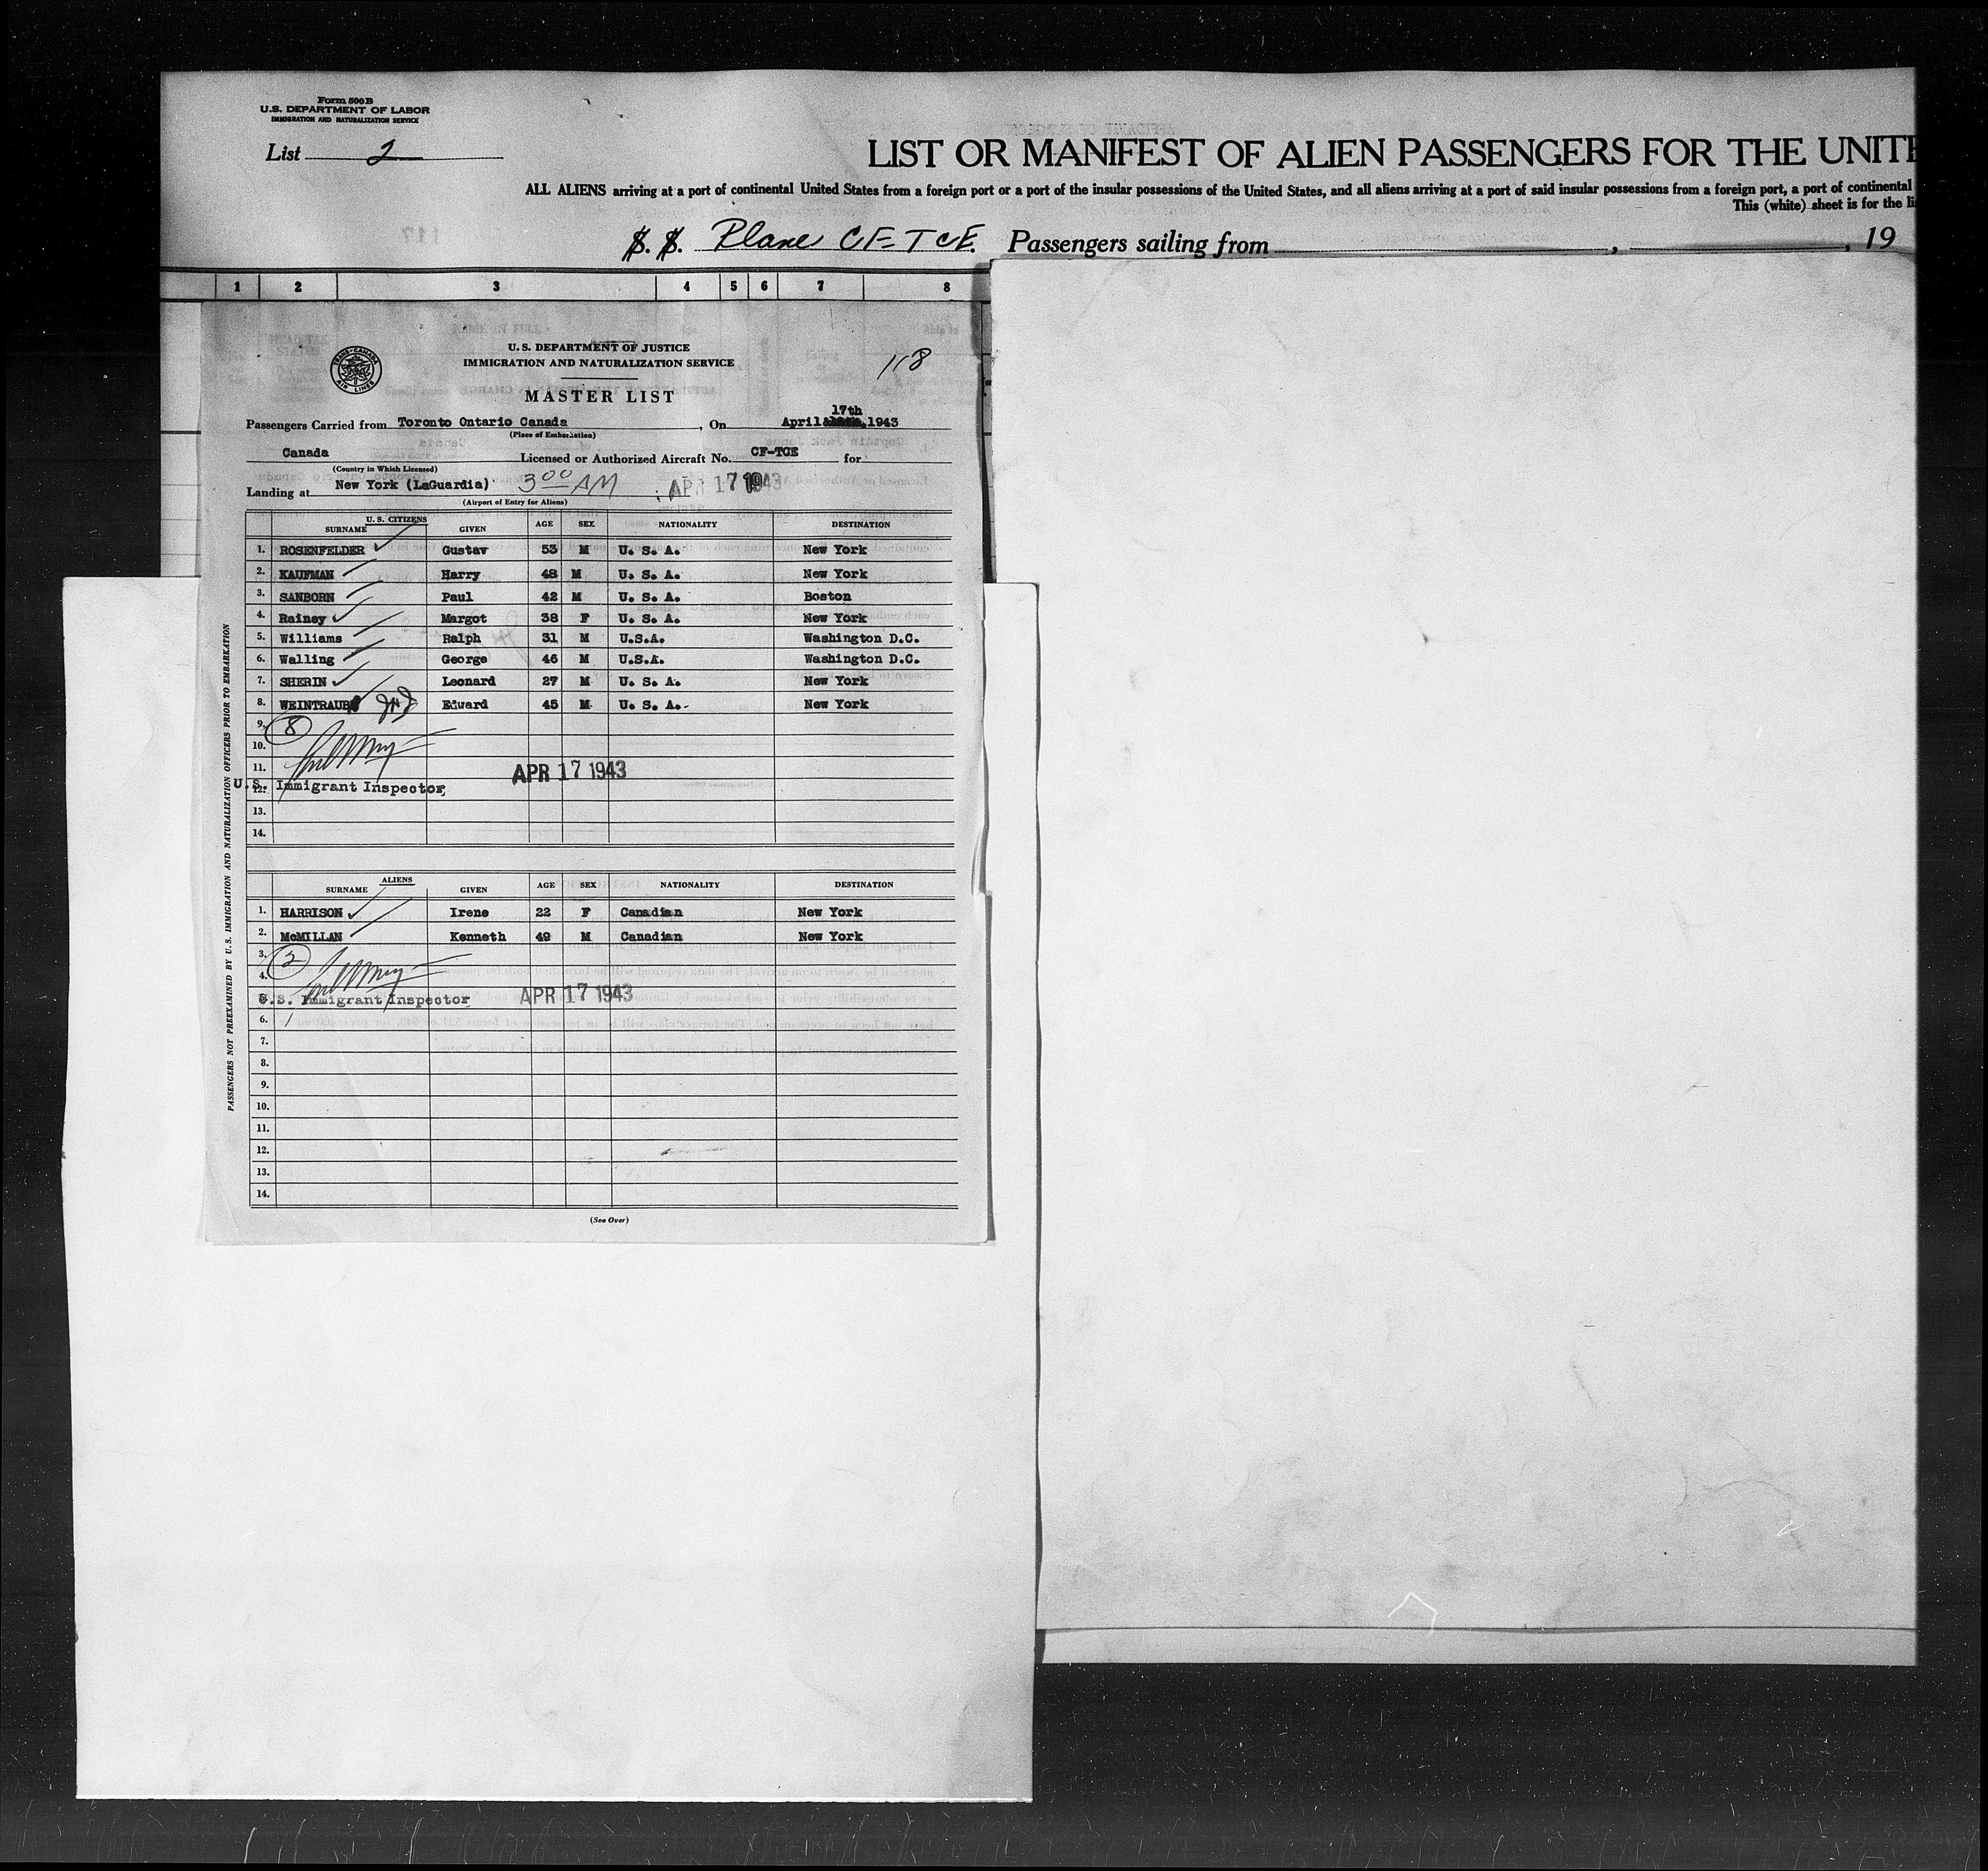 Form 500B
U.S. DEPARTMENT OF LABOR
IMMIGRATION AND NATURALIZATION SERVICE
List 2
LIST OR MANIFEST OF ALIEN PASSENGERS FOR THE UNITE
ALL ALIENS arriving at a port of continental United States from a foreign port or a port of the insular possessions of the United States, and all aliens arriving at a port of said insular possessions from a foreign port, a port of continental
This (white) sheet is for the li
S. S. Plane CF-TCE Passengers sailing from , , 19
1 2 3 4 5 6 7 8
TRANS-CANADA AIR LINES
U. S. DEPARTMENT OF JUSTICE
IMMIGRATION AND NATURALIZATION SERVICE
118
MASTER LIST
17th
Passengers Carried from Toronto Ontario Canada, On April 1943
(Place of Embarkation)
Canada Licensed or Authorized Aircraft No. CF-TCE for
(Country in Which Licensed)
Landing at New York (LaGuardia) 3 00 AM APR 17 1943
(Airport of Entry for Aliens)
U. S. CITIZENS
SURNAME GIVEN AGE SEX NATIONALITY DESTINATION
1. ROSENFELDER Gustav 53 M U. S. A. New York
2. KAUFMAN Harry 48 M U. S. A. New York
3. SANBORN Paul 42 M U. S. A. Boston
4. Rainey Margot 38 F U. S. A. New York
5. Williams Ralph 31 M U.S.A. Washington D.C.
6. Walling George 46 M U.S.A. Washington D.C.
7. SHERIN Leonard 27 M U. S. A. New York
8. WEINTRAUB Edward 45 M U. S. A. New York
9. 8
10.
11.
APR 17 1943
12. U.S. Immigrant Inspector
13.
14.
ALIENS
SURNAME GIVEN AGE SEX NATIONALITY DESTINATION
1. HARRISON Irene 22 F Canadian New York
2. McMILLAN Kenneth 49 M Canadian New York
3. 2
4.
5. U.S. Immigrant Inspector APR 17 1943
6.
7.
8.
9.
10.
11.
12.
13.
14.
(See Over)
PASSENGERS NOT PREEXAMINED BY U.S. IMMIGRATION AND NATURALIZATION OFFICERS PRIOR TO EMBARKATION